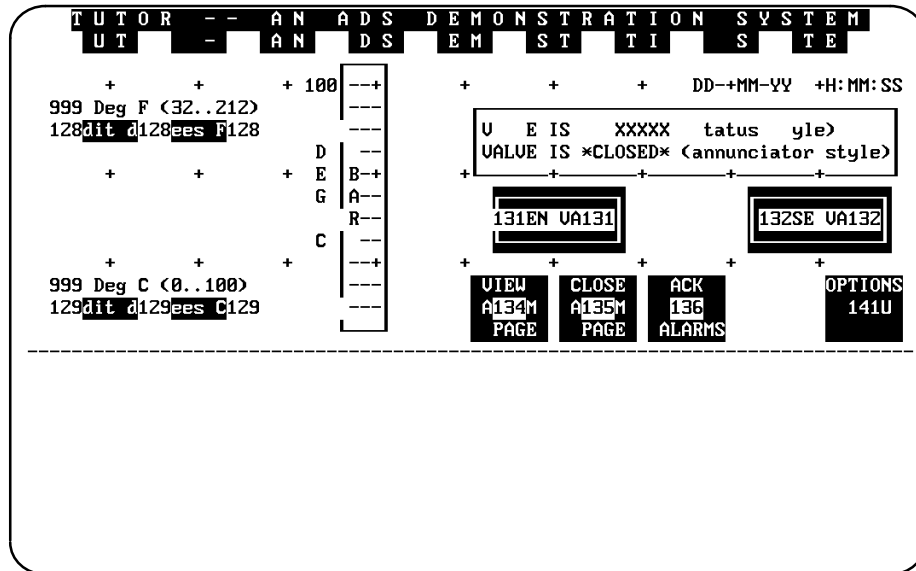 T U T O R - - A N A D S D E M O N S T R A T I O N S Y S T E M
U T - A N D S E M S T T I S T E
+ + + 100 --+ + + + DD-+MM-YY +H:MM:SS
999 Deg F (32..212) ---
128dit d128ees F128 --- V E IS XXXXX tatus yle)
D -- VALVE IS *CLOSED* (annunciator style)
+ + + E B-+ + + + + +
G A--
R-- 131EN VA131 132SE VA132
C --
+ + + --+ + + + + +
999 Deg C (0..100) --- VIEW CLOSE ACK OPTIONS
129dit d129ees C129 --- A134M A135M 136 141U
PAGE PAGE ALARMS